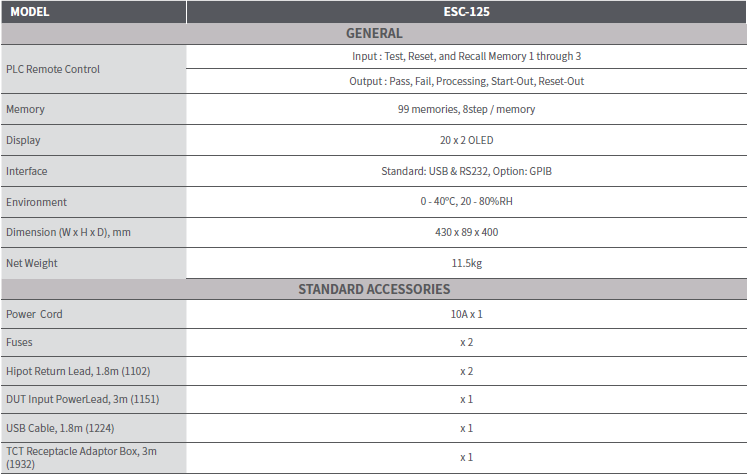 MODEL ESC-125
GENERAL
PLC Remote Control
Input : Test, Reset, and Recall Memory 1 through 3
Output : Pass, Fail, Processing, Start-Out, Reset-Out
Memory 99 memories, 8step / memory
Display 20 x 2 OLED
Interface Standard: USB & RS232, Option: GPIB
Environment 0 - 40°C, 20 - 80%RH
Dimension (W x H x D), mm 430 x 89 x 400
Net Weight 11.5kg
STANDARD ACCESSORIES
Power Cord 10A x 1
Fuses x 2
Hipot Return Lead, 1.8m (1102) x 2
DUT Input PowerLead, 3m (1151) x 1
USB Cable, 1.8m (1224) x 1
TCT Receptacle Adaptor Box, 3m
(1932) x 1